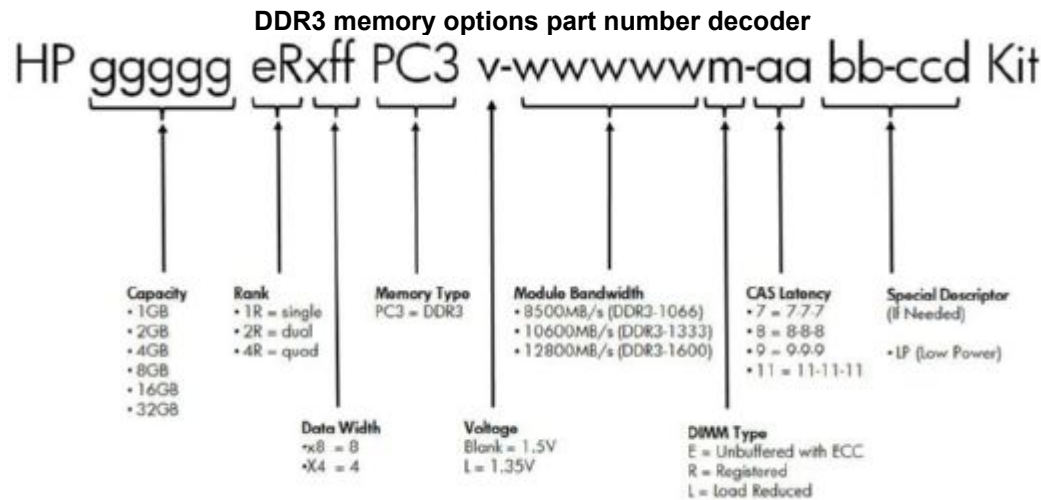 DDR3 memory options part number decoder
HP ggggg eRxff PC3 v-wwwwwm-aa bb-ccd Kit
Capacity
• 1GB
• 2GB
• 4GB
• 8GB
• 16GB
• 32GB
Rank
• 1R = single
• 2R = dual
• 4R = quad
Memory Type
PC3 = DDR3
Module Bandwidth
• 8500MB/s (DDR3-1066)
• 10600MB/s (DDR3-1333)
• 12800MB/s (DDR3-1600)
CAS Latency
• 7 = 7-7-7
• 8 = 8-8-8
• 9 = 9-9-9
• 11 = 11-11-11
Special Descriptor
(If Needed)
• LP (Low Power)
Data Width
•x8 = 8
•X4 = 4
Voltage
Blank = 1.5V
L = 1.35V
DIMM Type
E = Unbuffered with ECC
R = Registered
L = Load Reduced